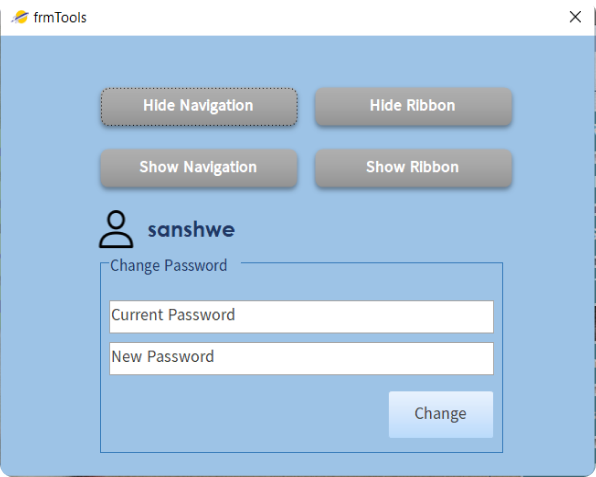 frmTools
Hide Navigation
Hide Ribbon
Show Navigation
Show Ribbon
sanshwe
Change Password
Current Password
New Password
Change